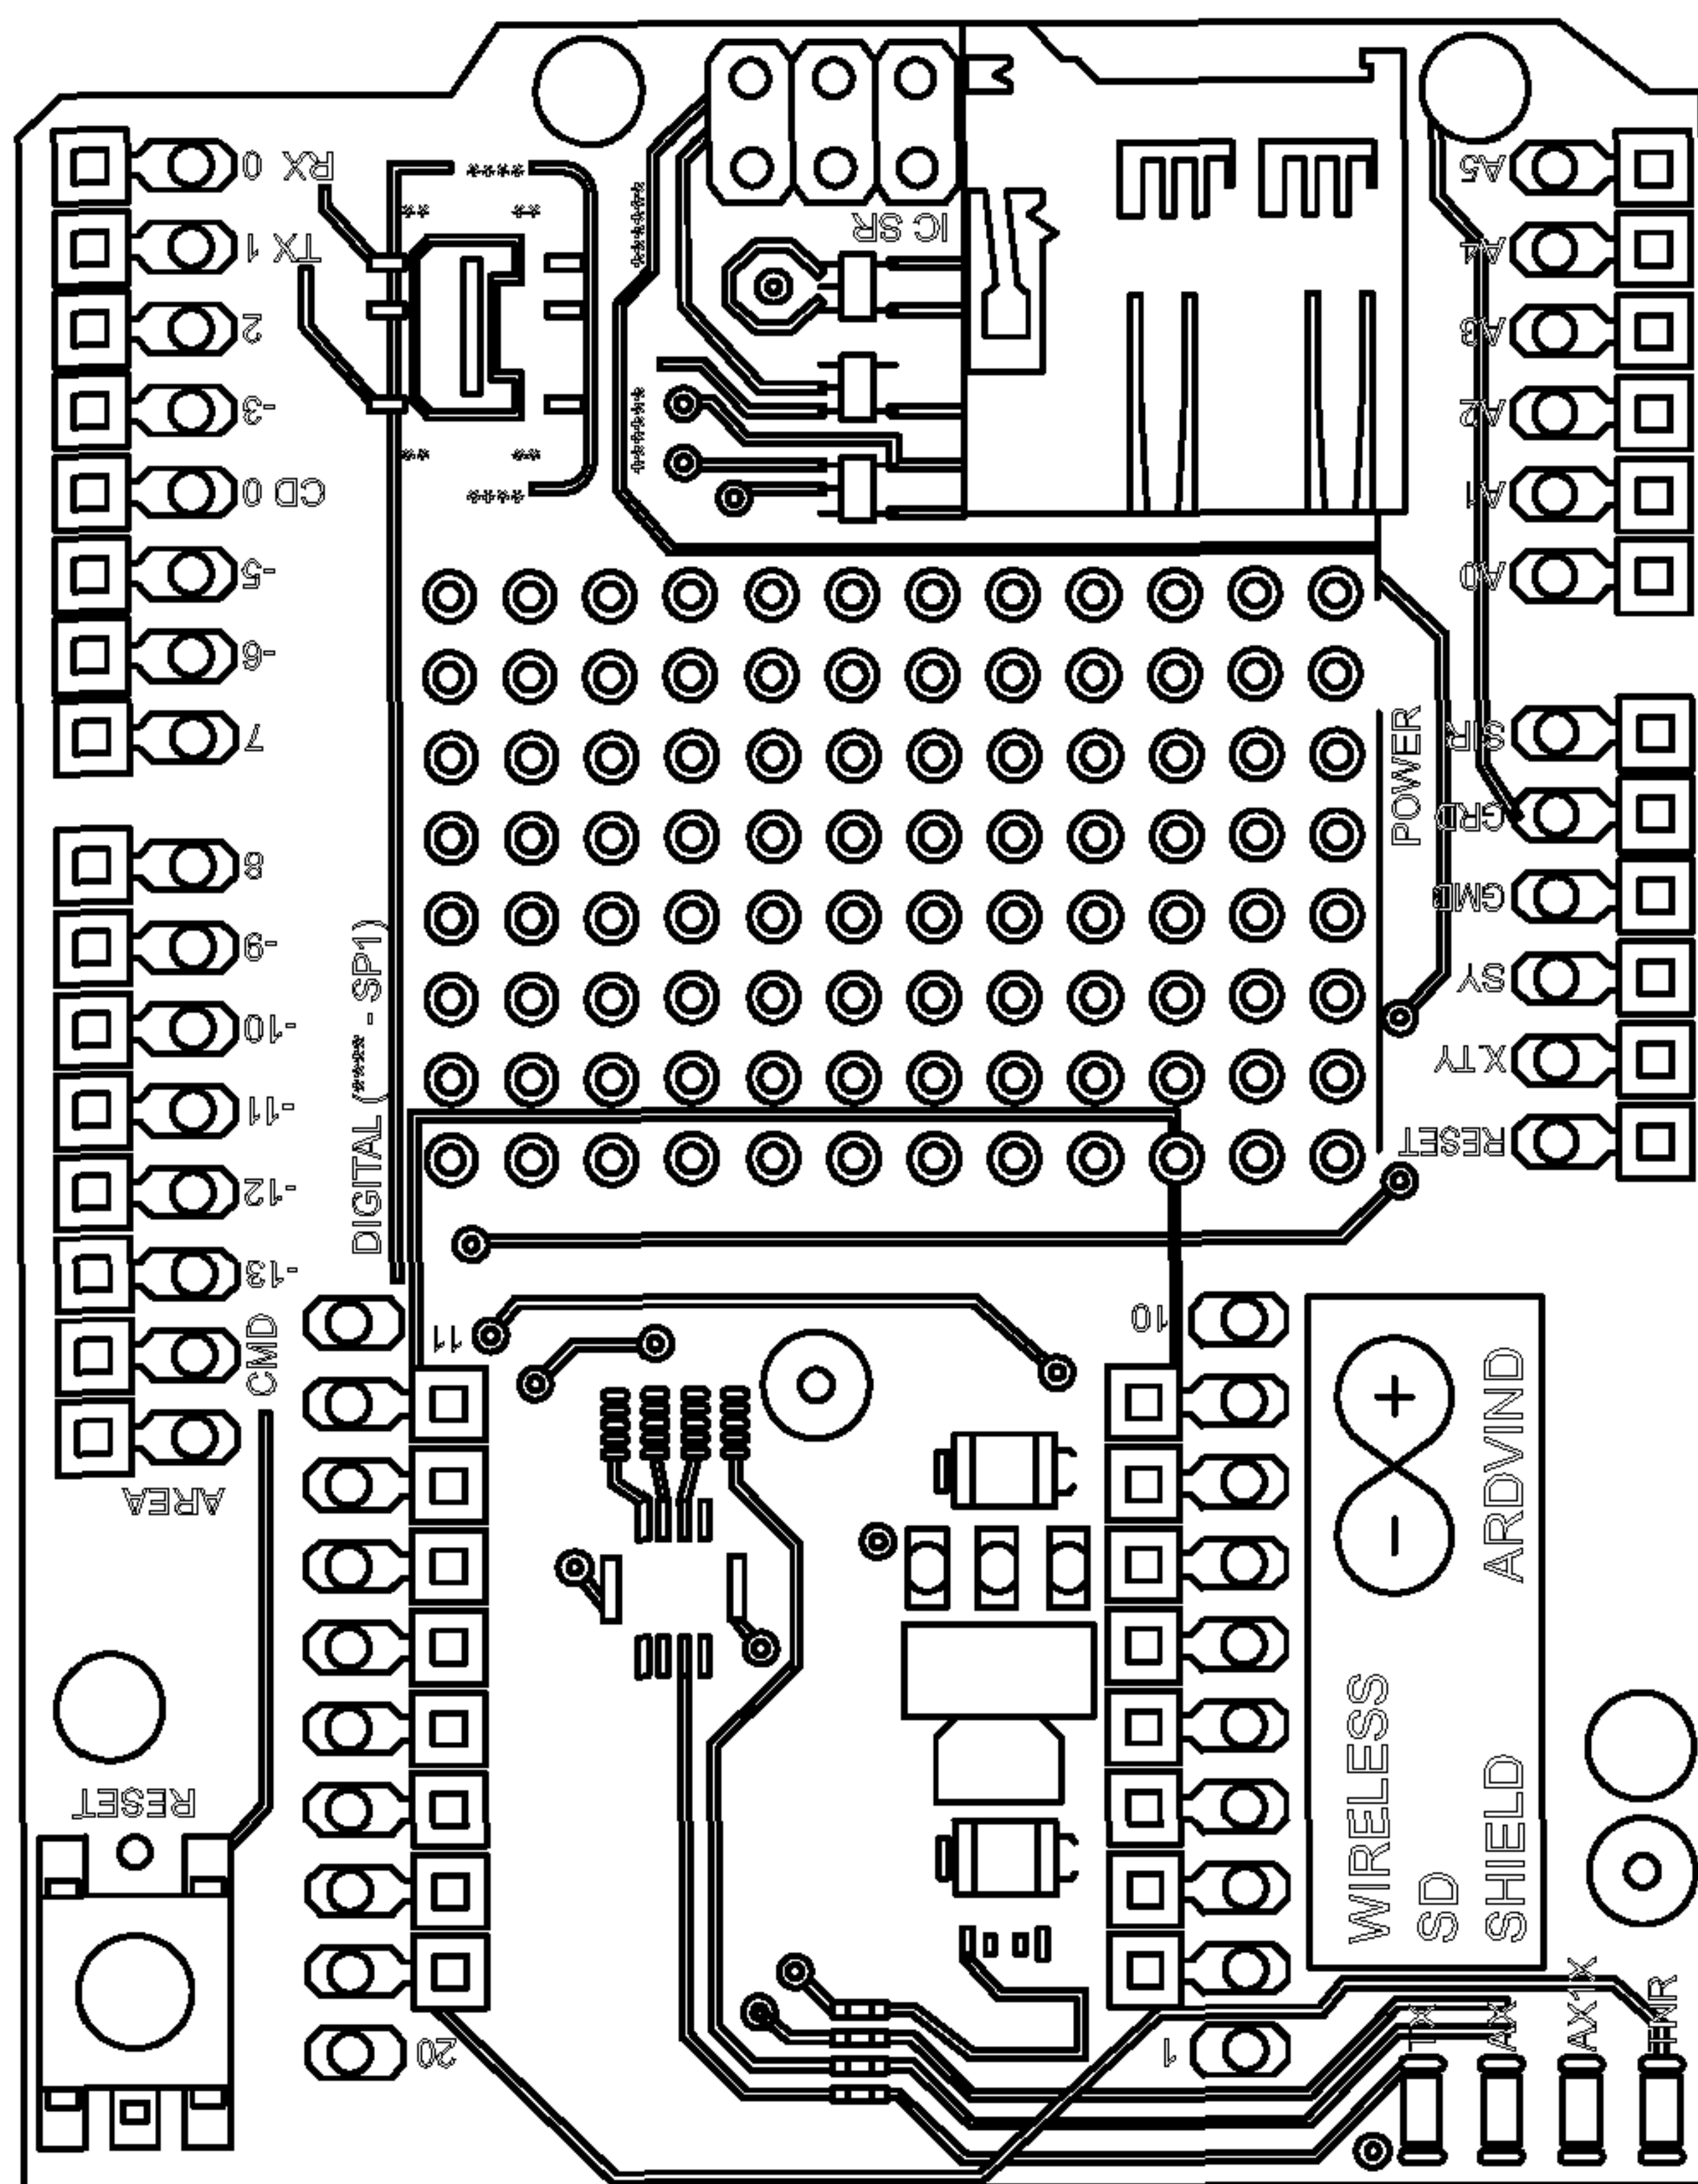 RX 0
TX 1
2
-3
CD 0
-5
-6
7
8
-9
-10
-11
-12
-13
CMD
AREA
RESET
DIGITAL (**** - SP1)
IC SR
A5
A4
A3
A2
A1
A0
POWER
SIR
GRD
GMD
SY
X.TY
RESET
11
10
20
1
WIRELESS
SD
SHIELD
ARDVIND
TX
AX
AX1X